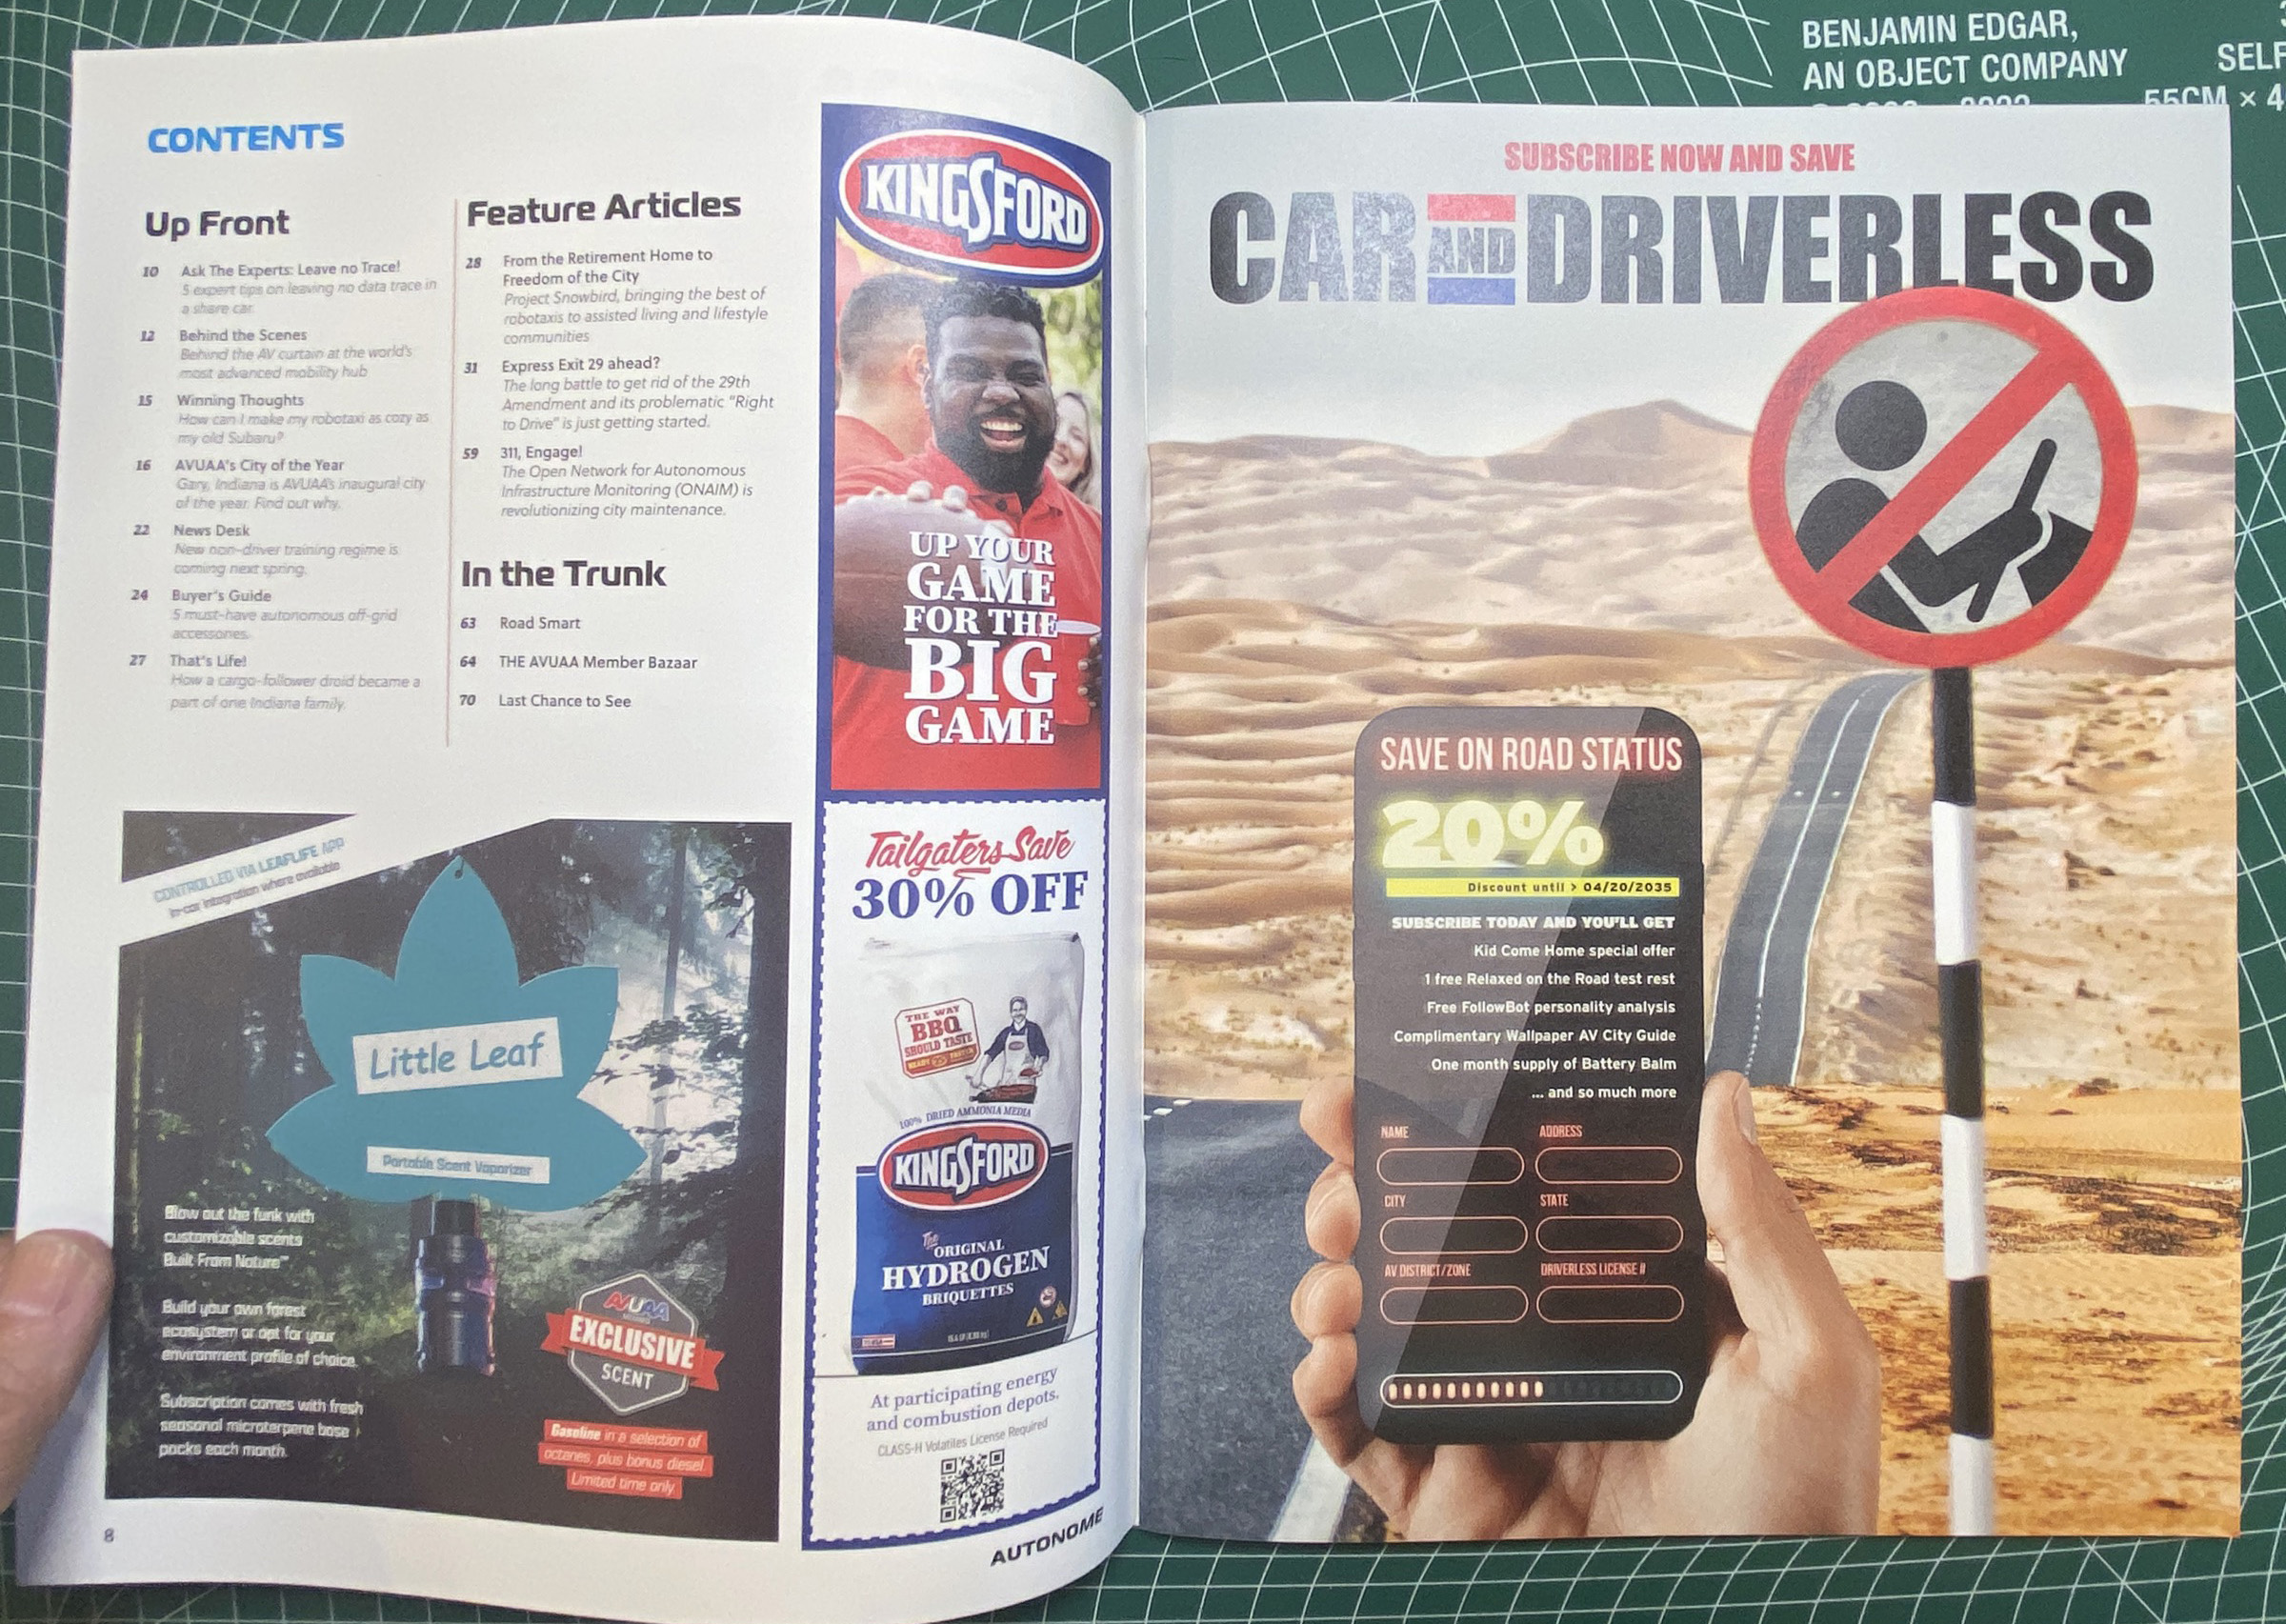 BENJAMIN EDGAR,
AN OBJECT COMPANY
SELF
55CM × 4
CONTENTS
Up Front
10 Ask The Experts: Leave no Trace!
5 expert tips on leaving no data trace in
a share car.
12 Behind the Scenes
Behind the AV curtain at the world's
most advanced mobility hub
15 Winning Thoughts
How can I make my robotaxi as cozy as
my old Subaru?
16 AVUAA's City of the Year
Gary, Indiana is AVUAA's inaugural city
of the year. Find out why.
22 News Desk
New non-driver training regime is
coming next spring.
24 Buyer's Guide
5 must-have autonomous off-grid
accessories.
27 That's Life!
How a cargo-follower droid became a
part of one Indiana family.
Feature Articles
28 From the Retirement Home to
Freedom of the City
Project Snowbird, bringing the best of
robotaxis to assisted living and lifestyle
communities
31 Express Exit 29 ahead?
The long battle to get rid of the 29th
Amendment and its problematic "Right
to Drive" is just getting started.
59 311, Engage!
The Open Network for Autonomous
Infrastructure Monitoring (ONAIM) is
revolutionizing city maintenance.
In the Trunk
63 Road Smart
64 THE AVUAA Member Bazaar
70 Last Chance to See
CONTROLLED VIA LEAFLIFE APP
In-car integration where available
Little Leaf
Portable Scent Vaporizer
Blow out the funk with
customizable scents
Built From Nature™
Build your own forest
ecosystem or opt for your
environment profile of choice.
Subscription comes with fresh
seasonal microterpene base
packs each month.
AVUAA
EXCLUSIVE
SCENT
Gasoline in a selection of
octanes, plus bonus diesel.
Limited time only.
8
KINGSFORD
UP YOUR
GAME
FOR THE
BIG
GAME
Tailgaters Save
30% OFF
THE WAY
BBQ
SHOULD TASTE
100% DRIED AMMONIA MEDIA
KINGSFORD
The
ORIGINAL
HYDROGEN
BRIQUETTES
At participating energy
and combustion depots.
CLASS-H Volatiles License Required
AUTONOME
SUBSCRIBE NOW AND SAVE
CAR AND DRIVERLESS
SAVE ON ROAD STATUS
20%
Discount until > 04/20/2035
SUBSCRIBE TODAY AND YOU'LL GET
Kid Come Home special offer
1 free Relaxed on the Road test rest
Free FollowBot personality analysis
Complimentary Wallpaper AV City Guide
One month supply of Battery Balm
... and so much more
NAME ADDRESS
CITY STATE
AV DISTRICT/ZONE DRIVERLESS LICENSE #